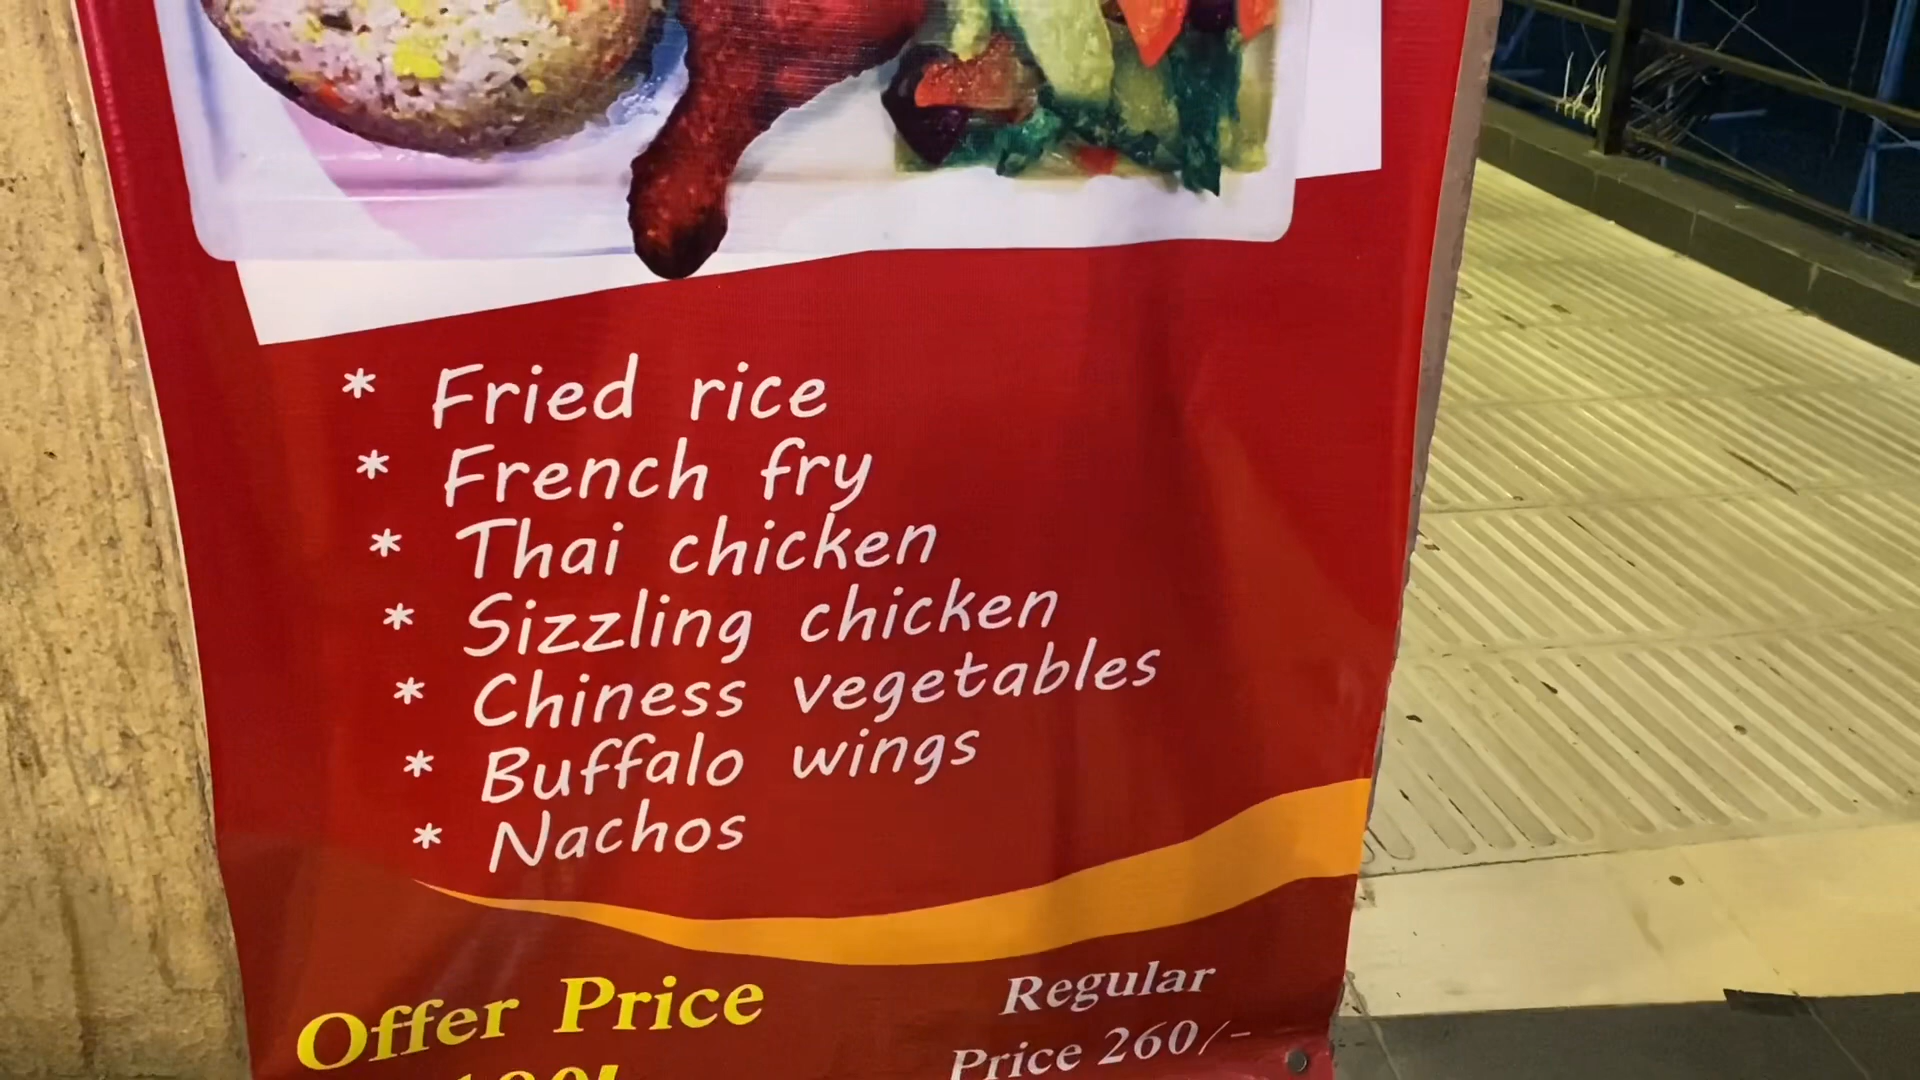 * Fried rice
* French fry
* Thai chicken
* Sizzling chicken
* Chiness vegetables
* Buffalo wings
* Nachos
Offer Price
Regular
Price 260/-